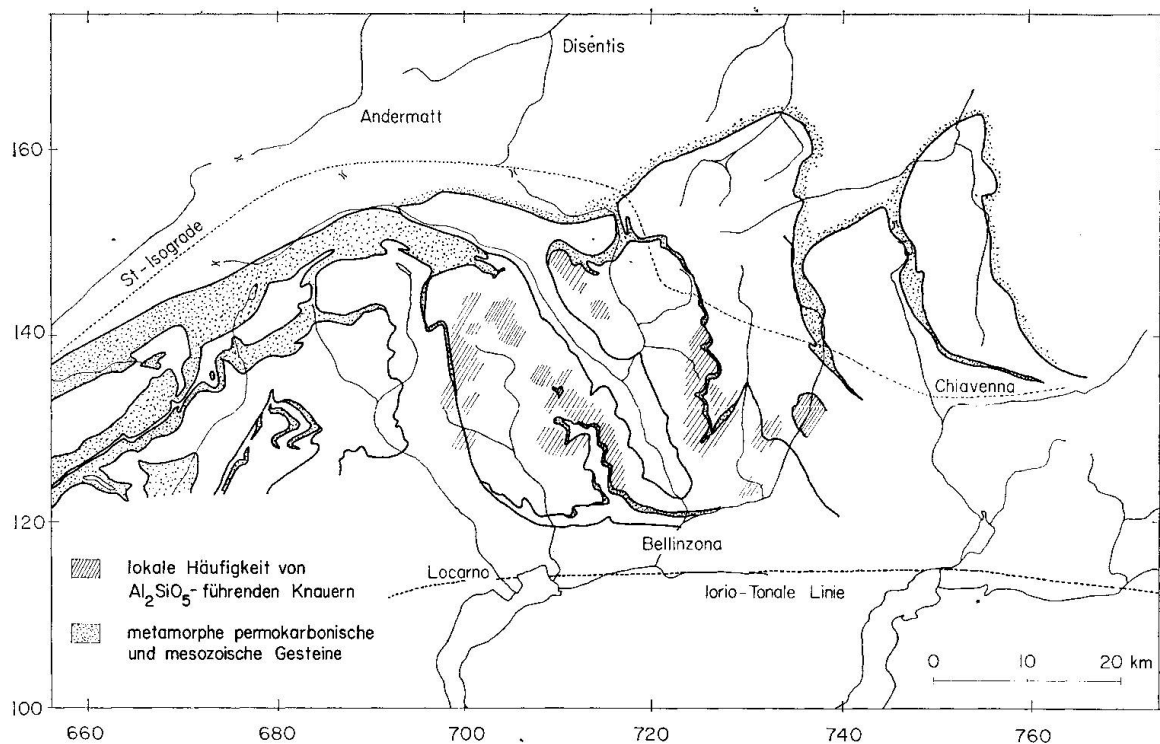 Disentis
Andermatt
160
St-Isograde
140
Chiavenna
120
Bellinzona
Locarno
Iorio-Tonale Linie
lokale Häufigkeit von
Al₂SiO₅-führenden Knauern
metamorphe permokarbonische
und mesozoische Gesteine
0 10 20 km
100
660 680 700 720 740 760